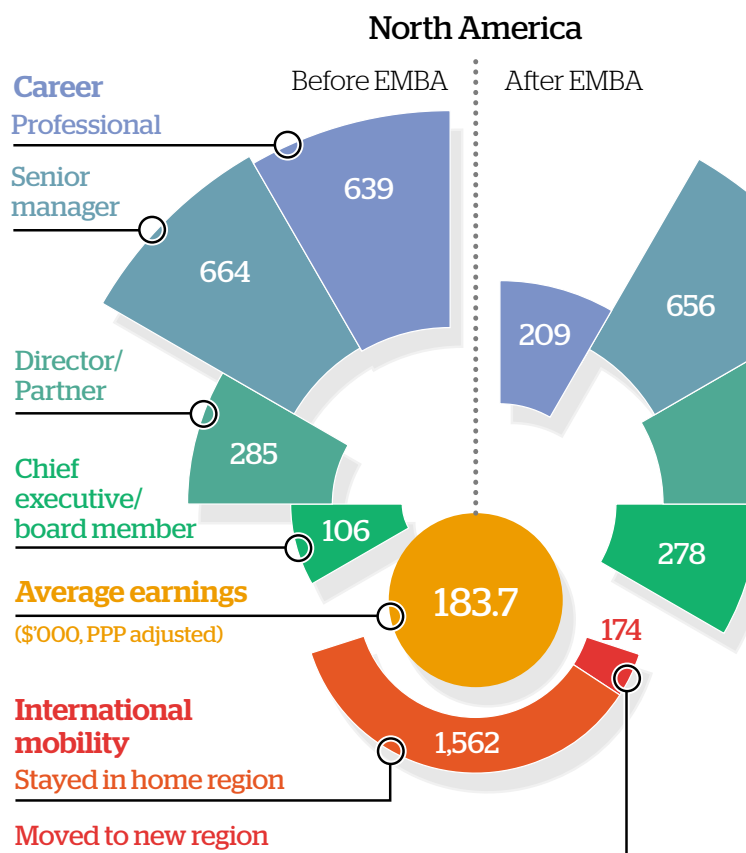 North America
Before EMBA
After EMBA
Career
Professional
639
Senior
manager
664
656
209
Director/
Partner
285
Chief
executive/
board member
106
278
Average earnings
($'000, PPP adjusted)
183.7
174
International
mobility
1,562
Stayed in home region
Moved to new region